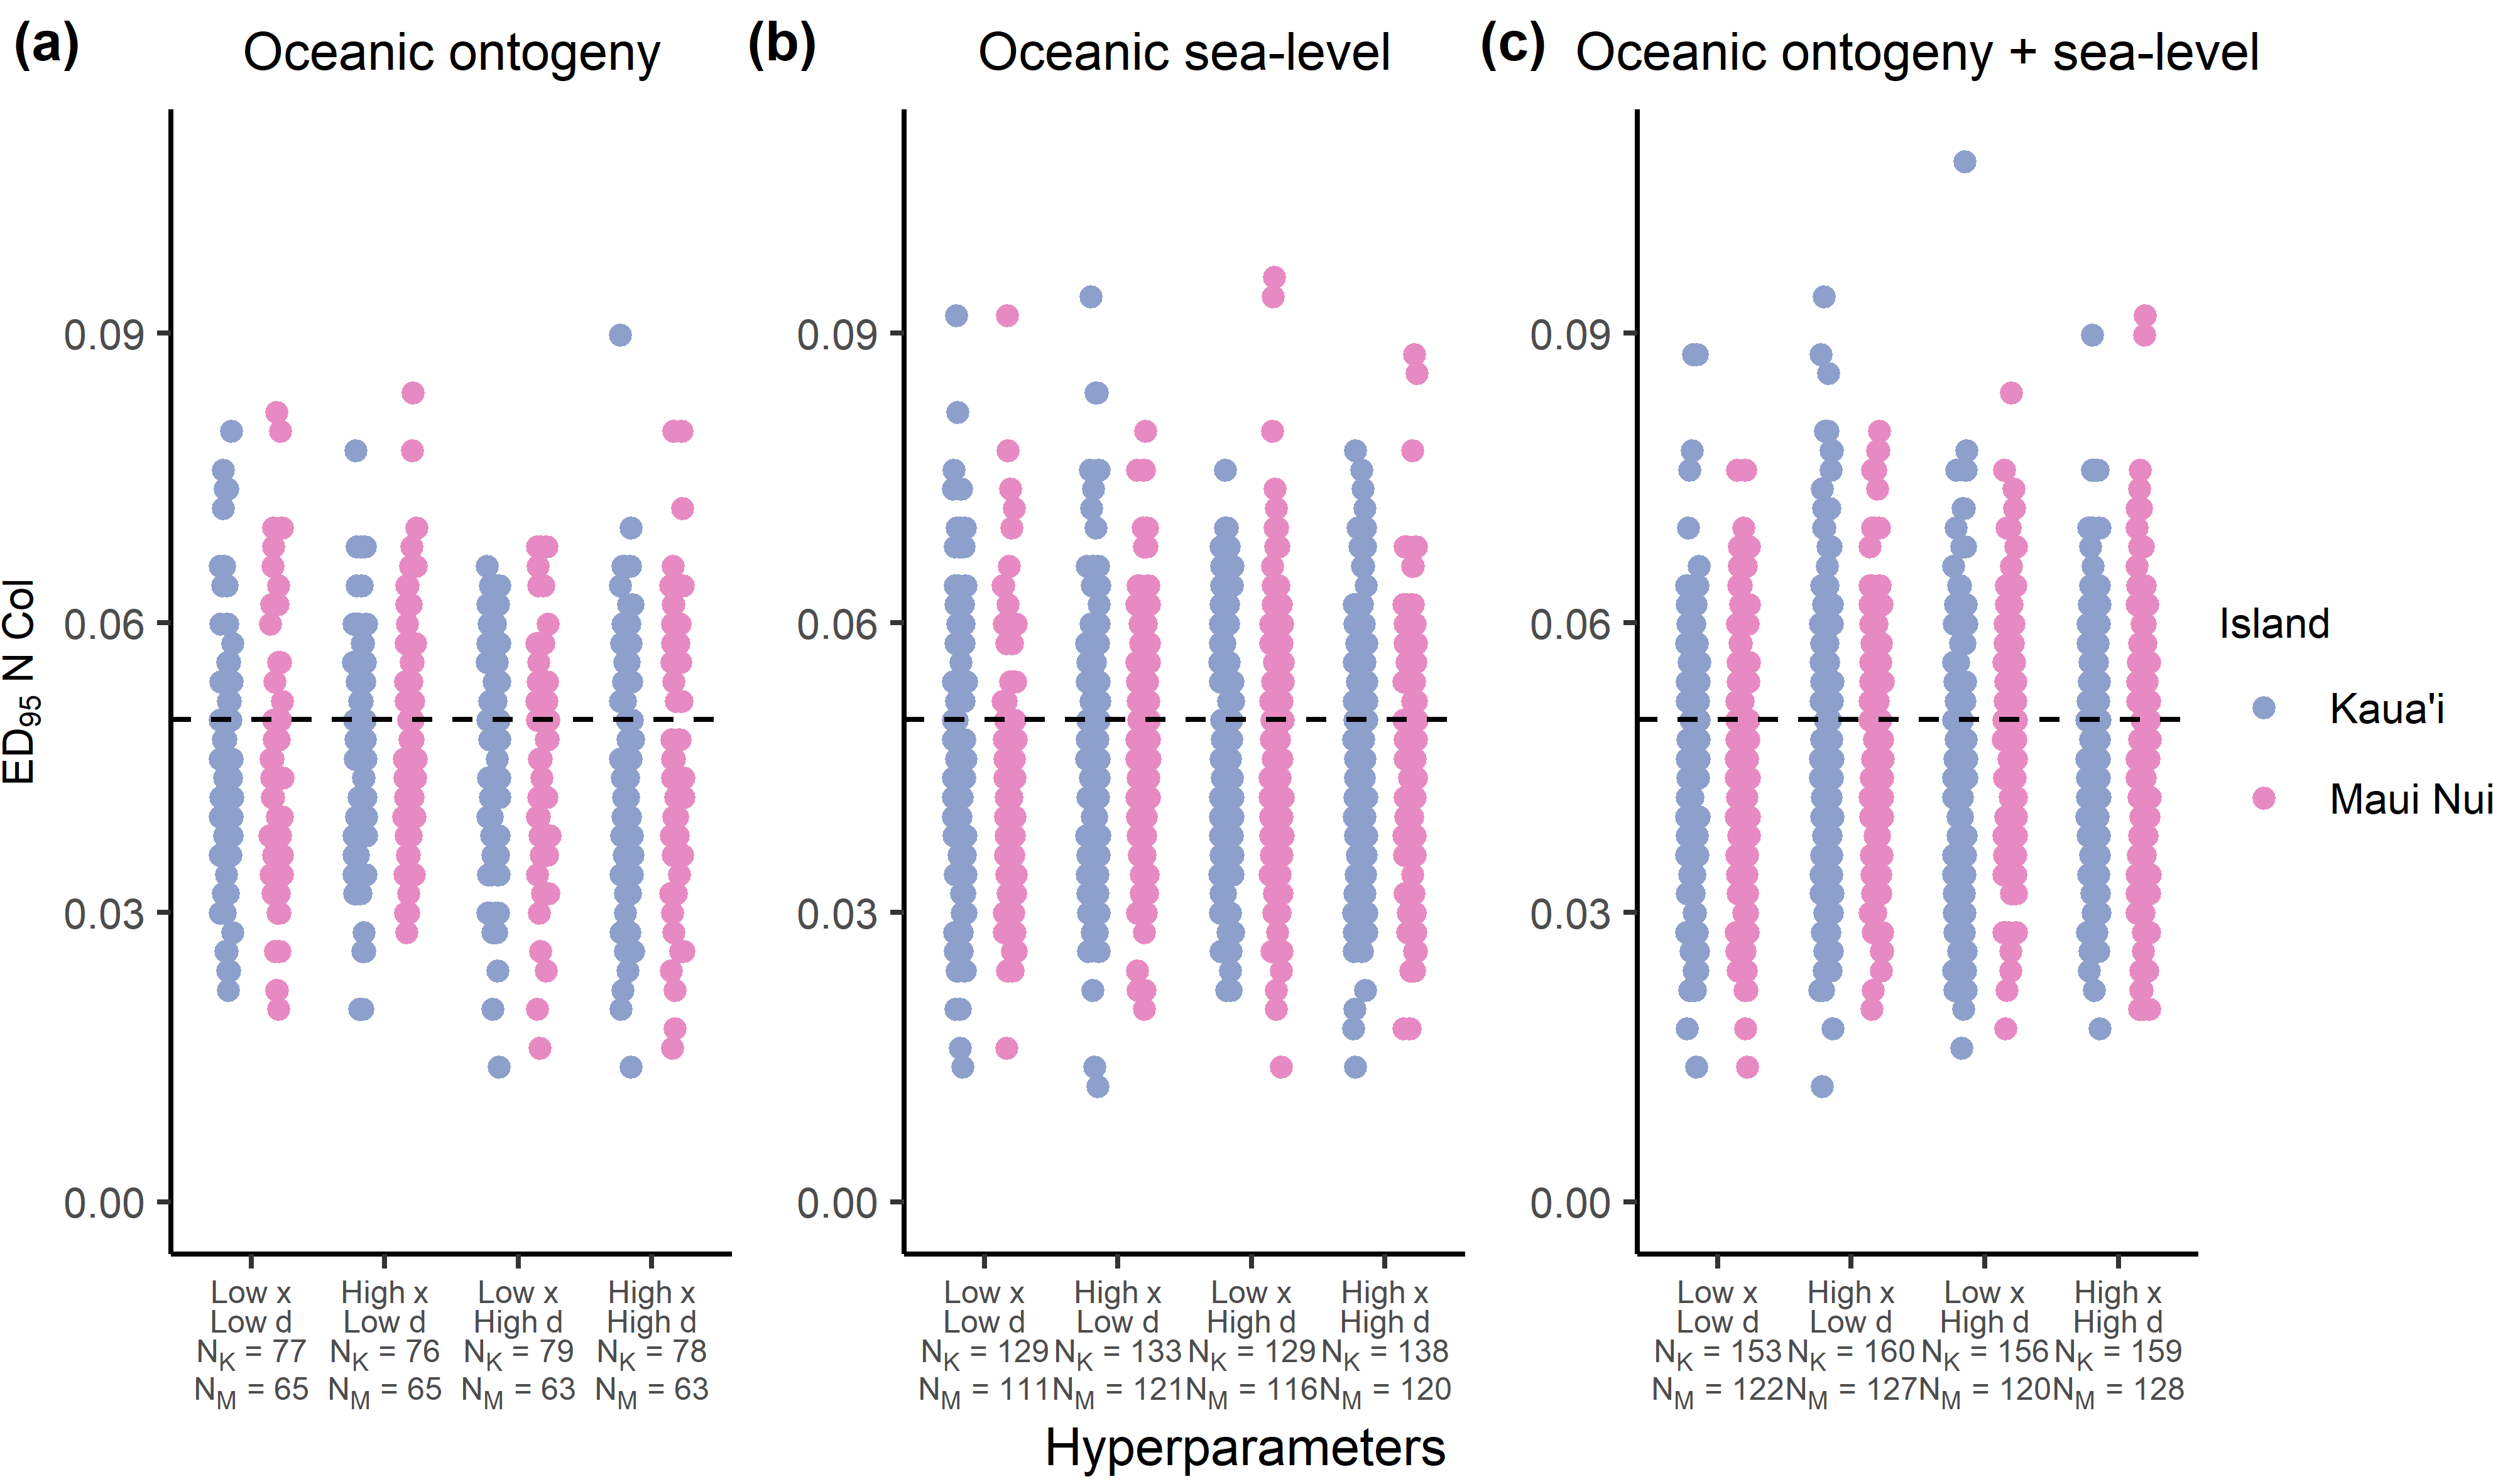 (a) Oceanic ontogeny
(b) Oceanic sea-level
(c) Oceanic ontogeny + sea-level
ED95 N Col
0.09
0.06
0.03
0.00
Low x High x Low x High x
Low d Low d High d High d
NK = 77 NK = 76 NK = 79 NK = 78
NM = 65 NM = 65 NM = 63 NM = 63
0.09
0.06
0.03
0.00
Low x High x Low x High x
Low d Low d High d High d
NK = 129 NK = 133 NK = 129 NK = 138
NM = 111 NM = 121 NM = 116 NM = 120
0.09
0.06
0.03
0.00
Low x High x Low x High x
Low d Low d High d High d
NK = 153 NK = 160 NK = 156 NK = 159
NM = 122 NM = 127 NM = 120 NM = 128
Hyperparameters
Island
Kaua'i
Maui Nui